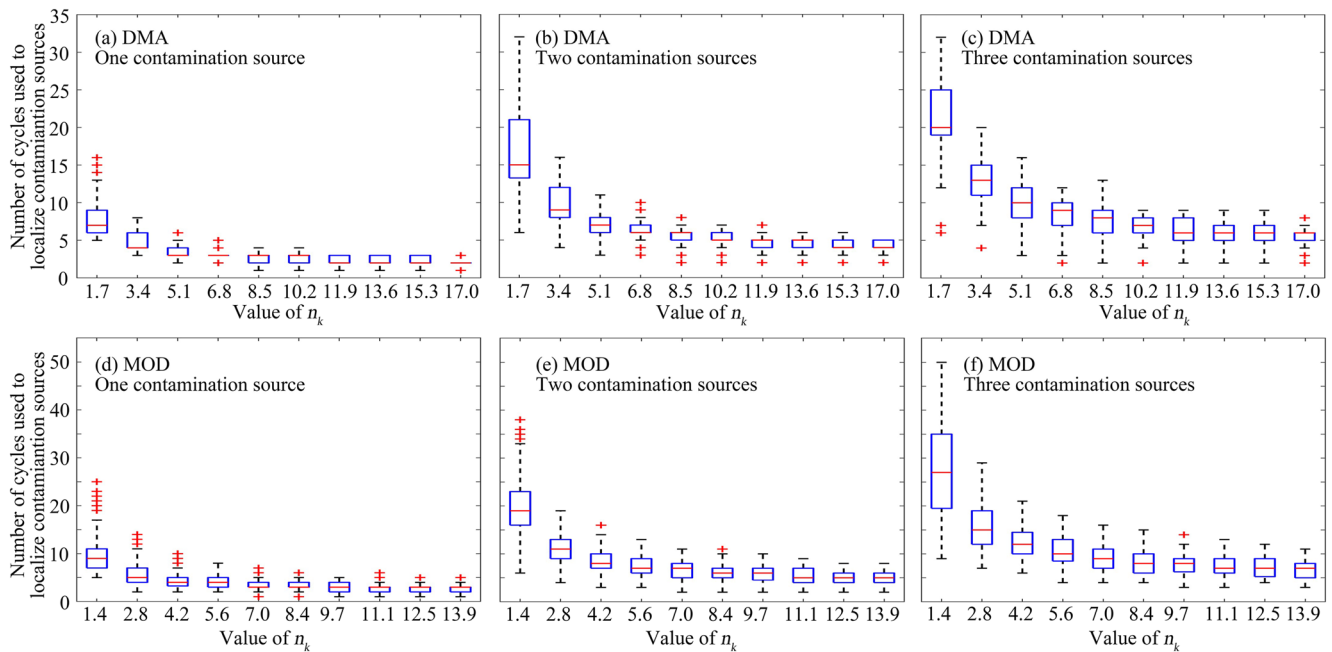 Number of cycles used to
localize contamiantion sources
35
30
25
20
15
10
5
0
(a) DMA
One contamination source
1.7 3.4 5.1 6.8 8.5 10.2 11.9 13.6 15.3 17.0
Value of nk
(b) DMA
Two contamination sources
1.7 3.4 5.1 6.8 8.5 10.2 11.9 13.6 15.3 17.0
Value of nk
(c) DMA
Three contamination sources
1.7 3.4 5.1 6.8 8.5 10.2 11.9 13.6 15.3 17.0
Value of nk
Number of cycles used to
localize contamiantion sources
50
40
30
20
10
0
(d) MOD
One contamination source
1.4 2.8 4.2 5.6 7.0 8.4 9.7 11.1 12.5 13.9
Value of nk
(e) MOD
Two contamination sources
1.4 2.8 4.2 5.6 7.0 8.4 9.7 11.1 12.5 13.9
Value of nk
(f) MOD
Three contamination sources
1.4 2.8 4.2 5.6 7.0 8.4 9.7 11.1 12.5 13.9
Value of nk